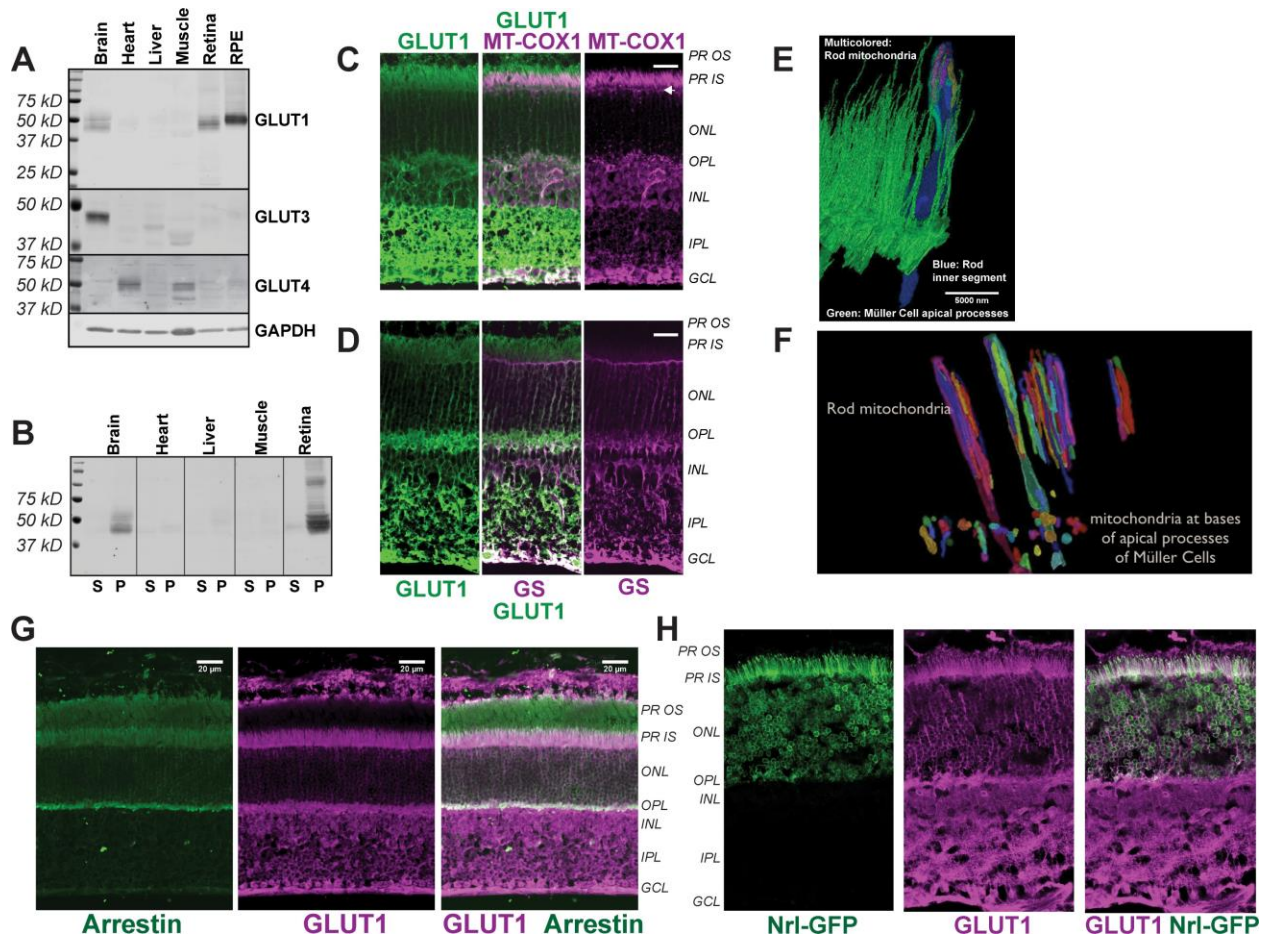 A
Brain
Heart
Liver
Muscle
Retina
RPE
75 kD
50 kD
37 kD
25 kD
GLUT1
50 kD
37 kD
GLUT3
75 kD
50 kD
37 kD
GLUT4
GAPDH
B
Brain
Heart
Liver
Muscle
Retina
75 kD
50 kD
37 kD
S P S P S P S P S P
C
GLUT1
GLUT1
MT-COX1
MT-COX1
PR OS
PR IS
ONL
OPL
INL
IPL
GCL
D
PR OS
PR IS
ONL
OPL
INL
IPL
GCL
GLUT1
GS
GLUT1
GS
E
Multicolored:
Rod mitochondria
Blue: Rod
inner segment
5000 nm
Green: Müller Cell apical processes
F
Rod mitochondria
mitochondria at bases
of apical processes
of Müller Cells
G
20 µm
20 µm
20 µm
PR OS
PR IS
ONL
OPL
INL
IPL
GCL
Arrestin
GLUT1
GLUT1 Arrestin
H
PR OS
PR IS
ONL
OPL
INL
IPL
GCL
Nrl-GFP
GLUT1
GLUT1 Nrl-GFP